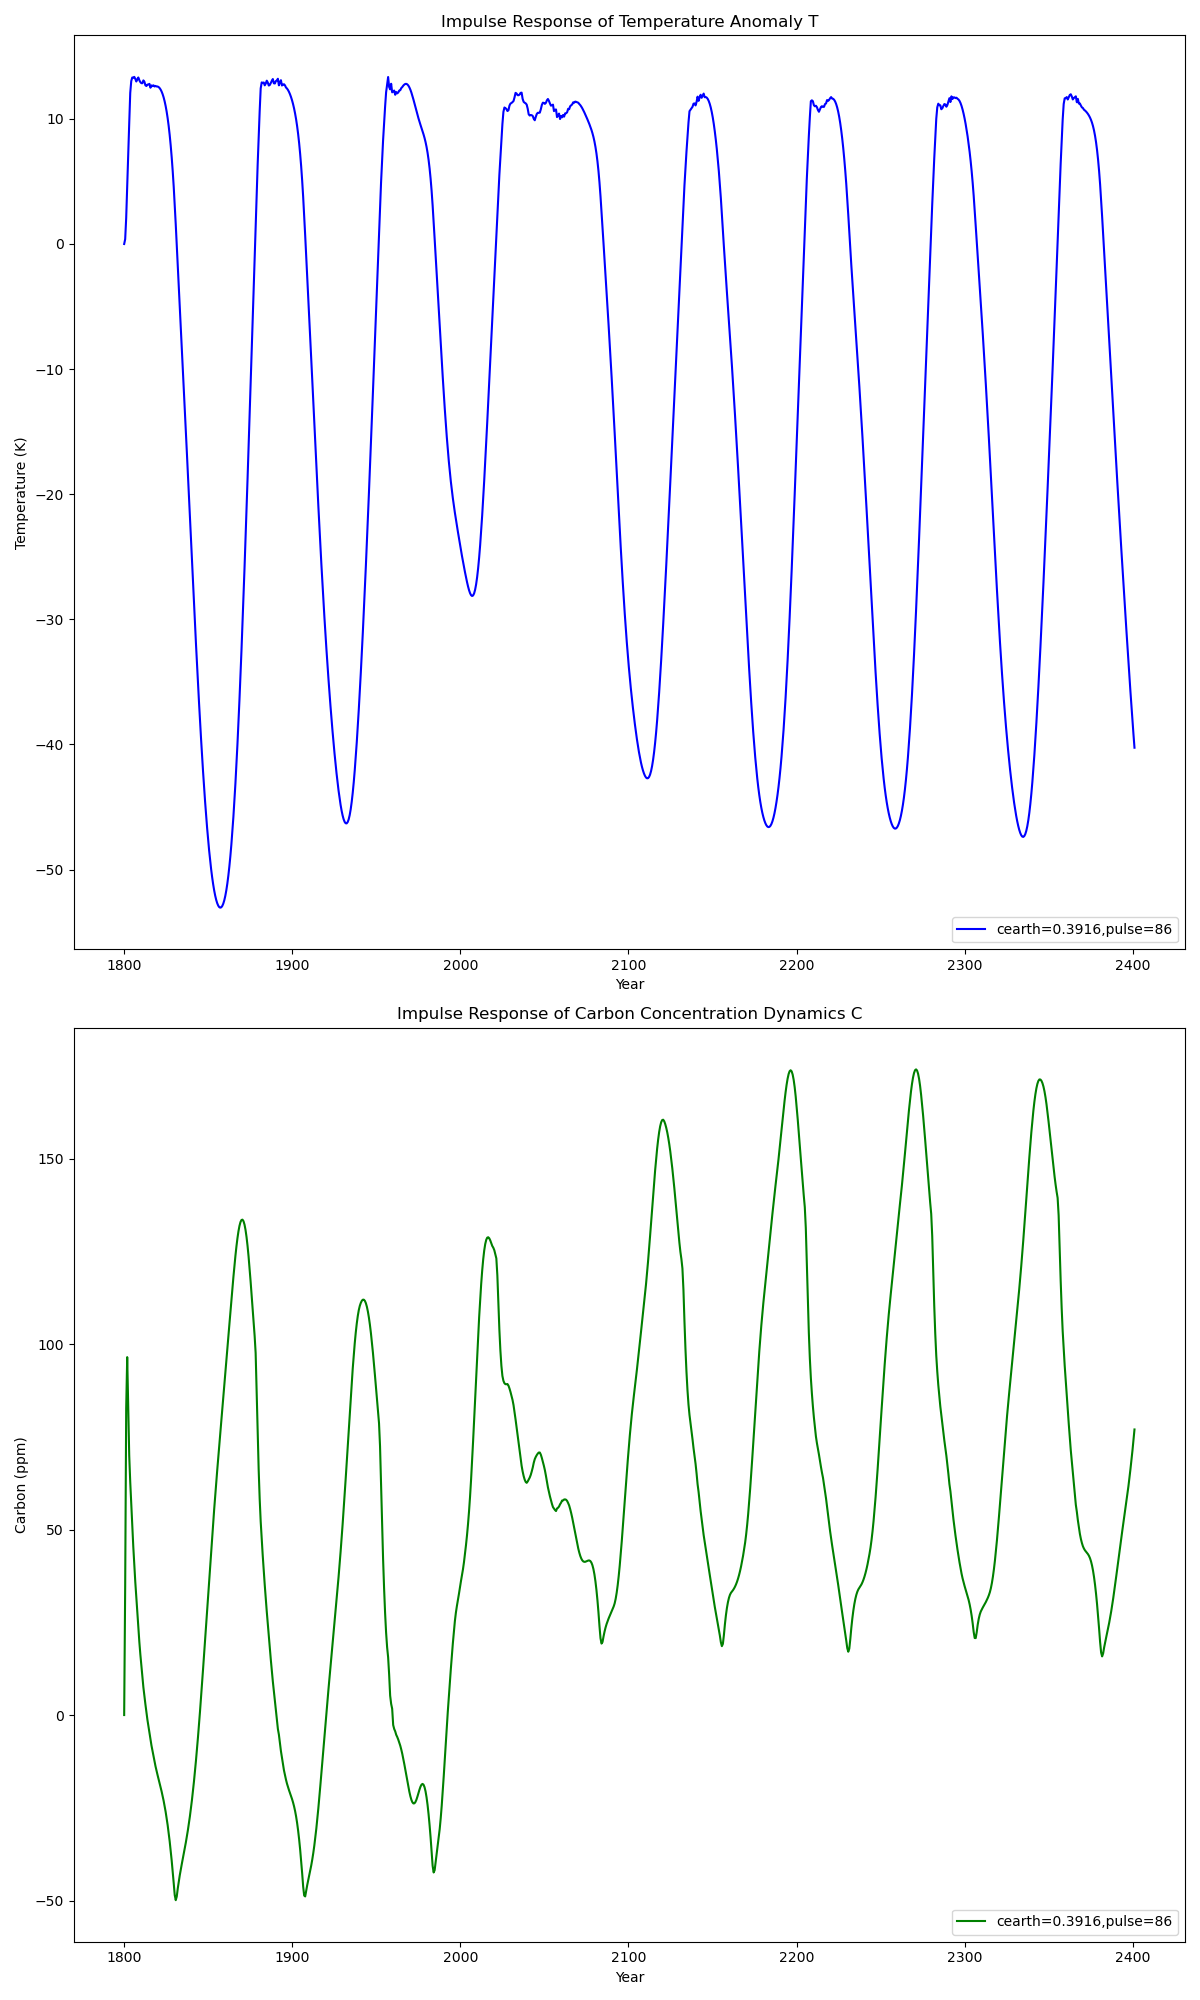 Impulse Response of Temperature Anomaly T
Temperature (K)
10
0
−10
−20
−30
−40
−50
1800 1900 2000 2100 2200 2300 2400
Year
cearth=0.3916,pulse=86
Impulse Response of Carbon Concentration Dynamics C
Carbon (ppm)
150
100
50
0
−50
1800 1900 2000 2100 2200 2300 2400
Year
cearth=0.3916,pulse=86